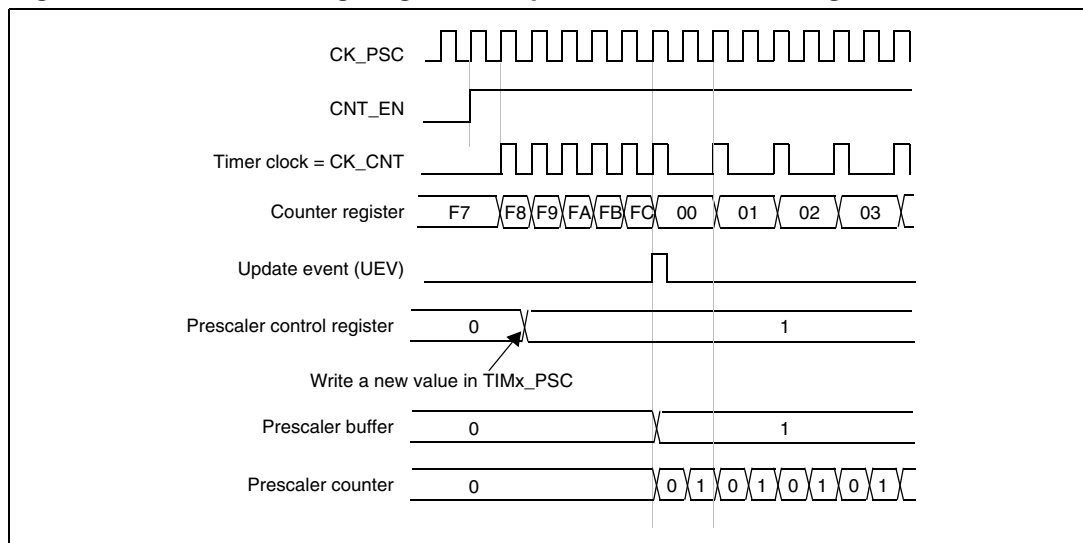 CK_PSC
CNT_EN
Timer clock = CK_CNT
Counter register F7 F8 F9 FA FB FC 00 01 02 03
Update event (UEV)
Prescaler control register 0 1
Write a new value in TIMx_PSC
Prescaler buffer 0 1
Prescaler counter 0 0 1 0 1 0 1 0 1